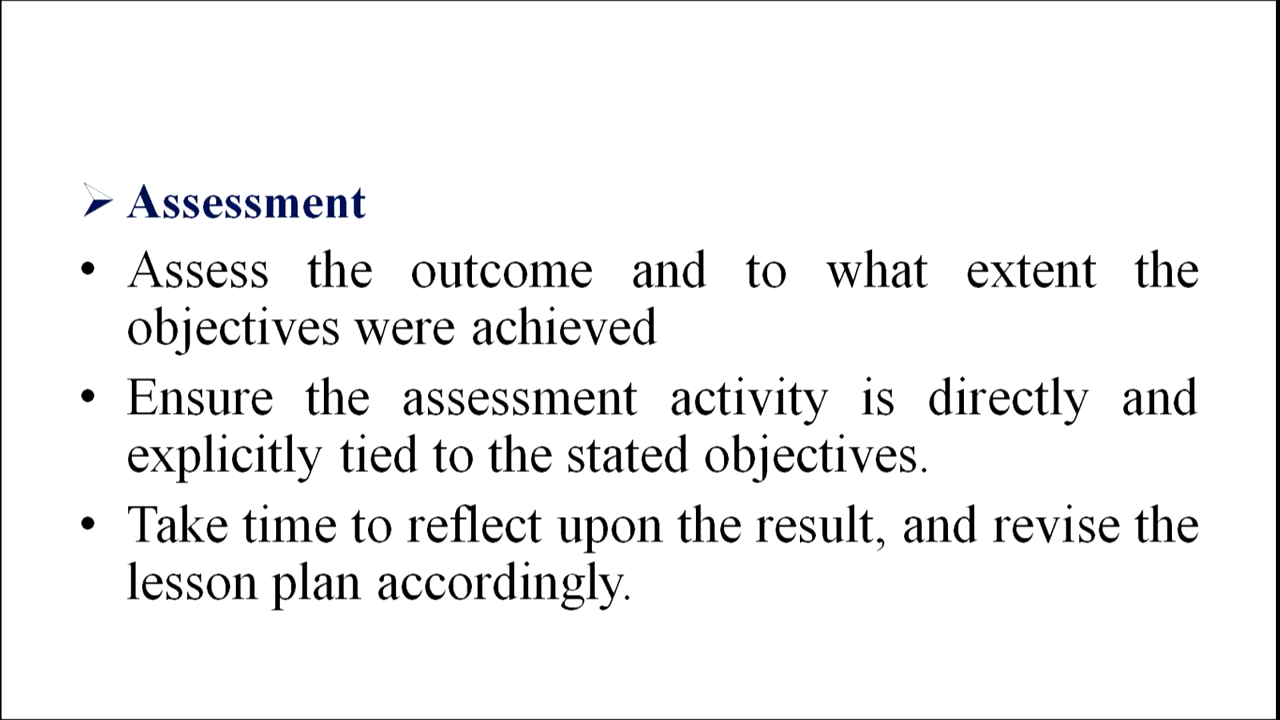 ➢ Assessment
• Assess the outcome and to what extent the
objectives were achieved
• Ensure the assessment activity is directly and
explicitly tied to the stated objectives.
• Take time to reflect upon the result, and revise the
lesson plan accordingly.